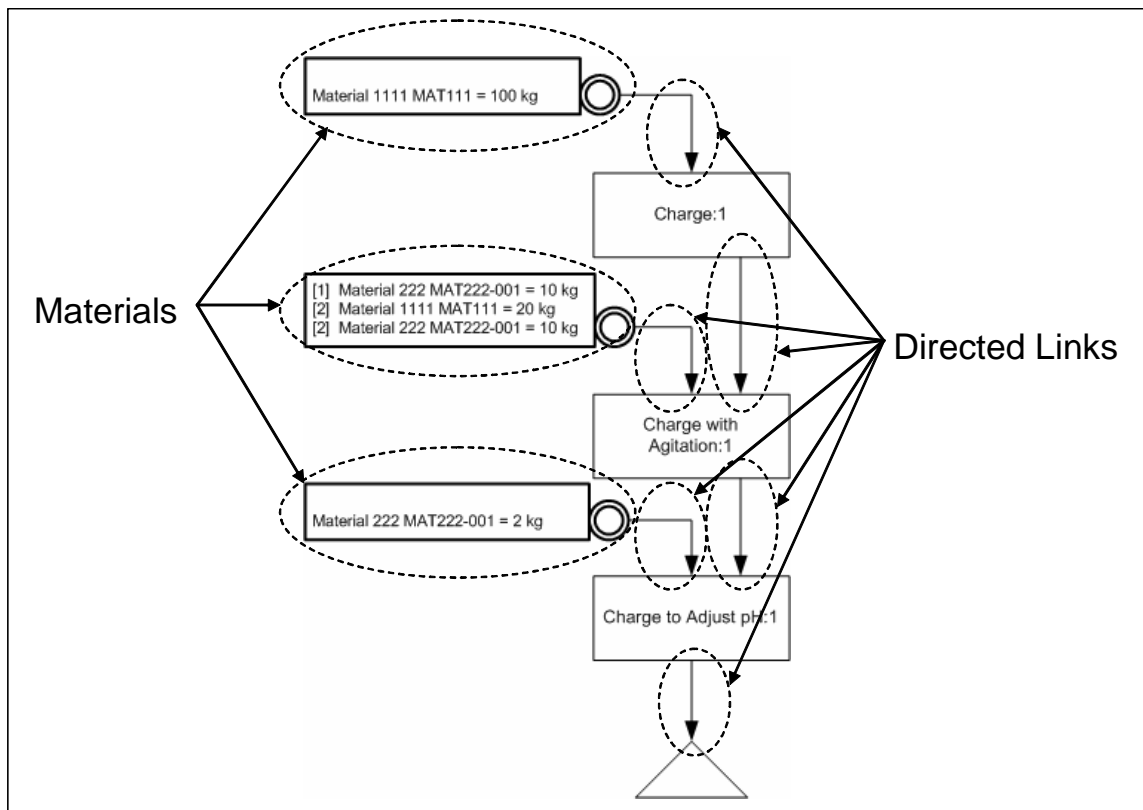 Material 1111 MAT111 = 100 kg
Charge:1
Materials
[1] Material 222 MAT222-001 = 10 kg
[2] Material 1111 MAT111 = 20 kg
[2] Material 222 MAT222-001 = 10 kg
Directed Links
Charge with
Agitation:1
Material 222 MAT222-001 = 2 kg
Charge to Adjust pH:1